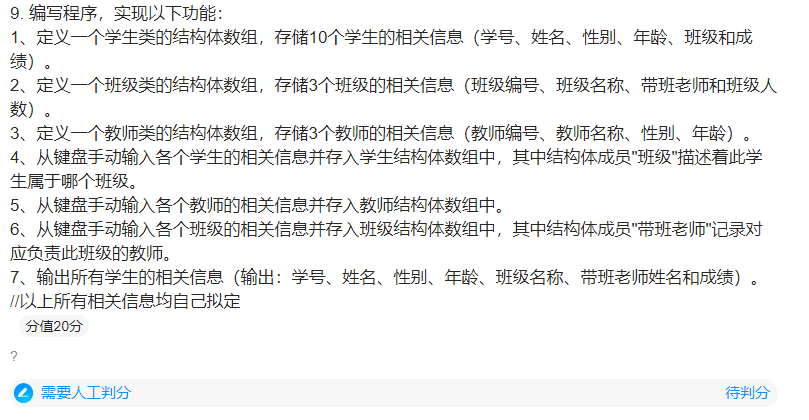 9. 编写程序，实现以下功能：
1、定义一个学生类的结构体数组，存储10个学生的相关信息（学号、姓名、性别、年龄、班级和成
绩）。
2、定义一个班级类的结构体数组，存储3个班级的相关信息（班级编号、班级名称、带班老师和班级人
数）。
3、定义一个教师类的结构体数组，存储3个教师的相关信息（教师编号、教师名称、性别、年龄）。
4、从键盘手动输入各个学生的相关信息并存入学生结构体数组中，其中结构体成员"班级"描述着此学
生属于哪个班级。
5、从键盘手动输入各个教师的相关信息并存入教师结构体数组中。
6、从键盘手动输入各个班级的相关信息并存入班级结构体数组中，其中结构体成员"带班老师"记录对
应负责此班级的教师。
7、输出所有学生的相关信息（输出：学号、姓名、性别、年龄、班级名称、带班老师姓名和成绩）。
//以上所有相关信息均自己拟定
分值20分
?
需要人工判分 待判分